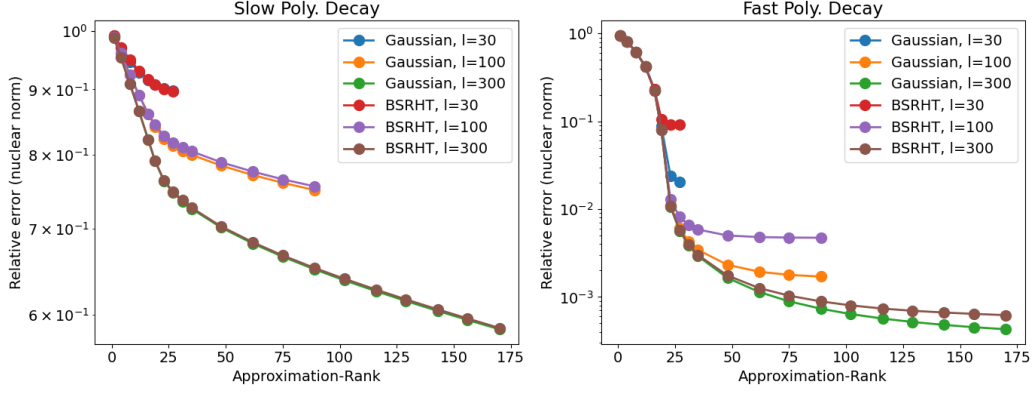 Slow Poly. Decay
Relative error (nuclear norm)
10⁰
9 × 10⁻¹
8 × 10⁻¹
7 × 10⁻¹
6 × 10⁻¹
Gaussian, l=30
Gaussian, l=100
Gaussian, l=300
BSRHT, l=30
BSRHT, l=100
BSRHT, l=300
0 25 50 75 100 125 150 175
Approximation-Rank
Fast Poly. Decay
Relative error (nuclear norm)
10⁰
10⁻¹
10⁻²
10⁻³
Gaussian, l=30
Gaussian, l=100
Gaussian, l=300
BSRHT, l=30
BSRHT, l=100
BSRHT, l=300
0 25 50 75 100 125 150 175
Approximation-Rank